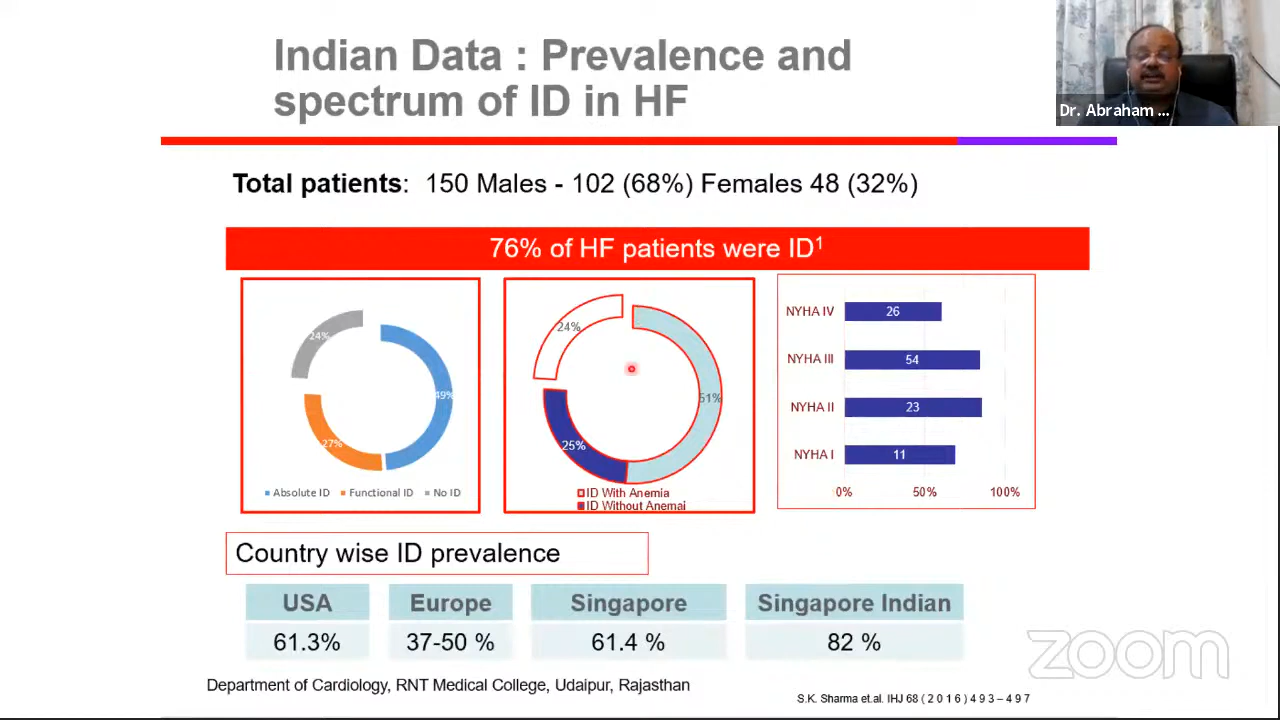 Indian Data : Prevalence and
spectrum of ID in HF
Dr. Abraham ...
Total patients: 150 Males - 102 (68%) Females 48 (32%)
76% of HF patients were ID¹
24%
49%
27%
Absolute ID Functional ID No ID
24%
51%
25%
ID With Anemia
ID Without Anemai
NYHA IV 26
NYHA III 54
NYHA II 23
NYHA I 11
0% 50% 100%
Country wise ID prevalence
USA Europe Singapore Singapore Indian
61.3% 37-50 % 61.4 % 82 %
zoom
Department of Cardiology, RNT Medical College, Udaipur, Rajasthan
S.K. Sharma et.al. IHJ 68 ( 2 0 1 6 ) 4 9 3 – 4 9 7